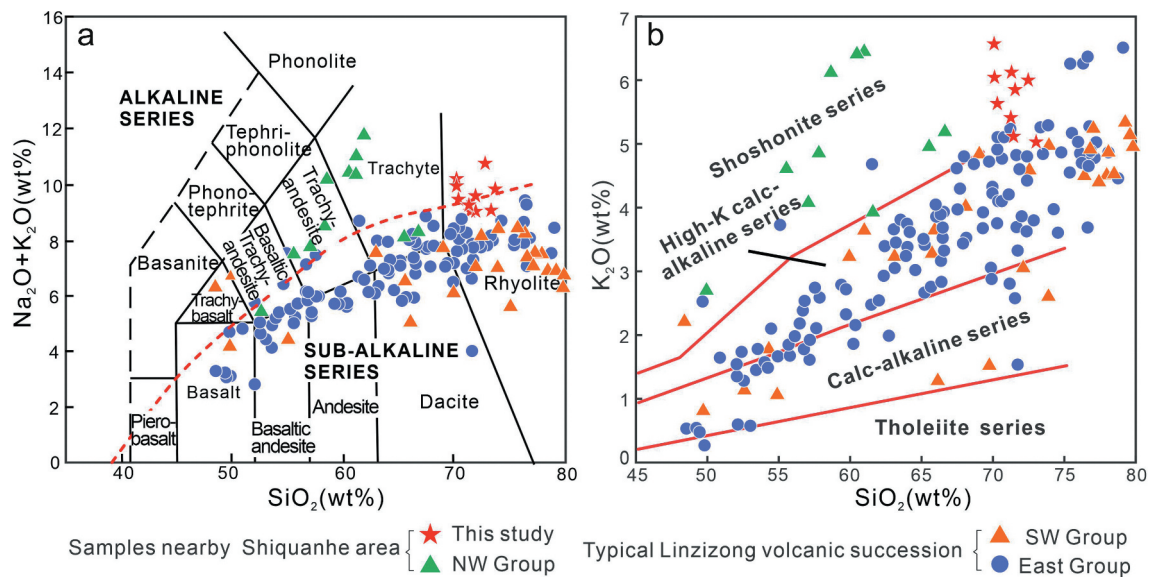 a
16
14
12
10
8
6
4
2
0
Na₂O+K₂O(wt%)
40
50
60
70
80
SiO₂(wt%)
ALKALINE
SERIES
Phonolite
Tephri-
phonolite
Phono-
tephrite
Basanite
Trachy-
basalt
Basaltic
Trachy-
andesite
Trachy-
andesite
Trachyte
Rhyolite
SUB-ALKALINE
SERIES
Basalt
Piero-
basalt
Basaltic
andesite
Andesite
Dacite
b
7
6
5
4
3
2
1
0
K₂O(wt%)
45
50
55
60
65
70
75
80
SiO₂(wt%)
Shoshonite series
High-K calc-
alkaline series
Calc-alkaline series
Tholeiite series
Samples nearby Shiquanhe area
This study
NW Group
Typical Linzizong volcanic succession
SW Group
East Group